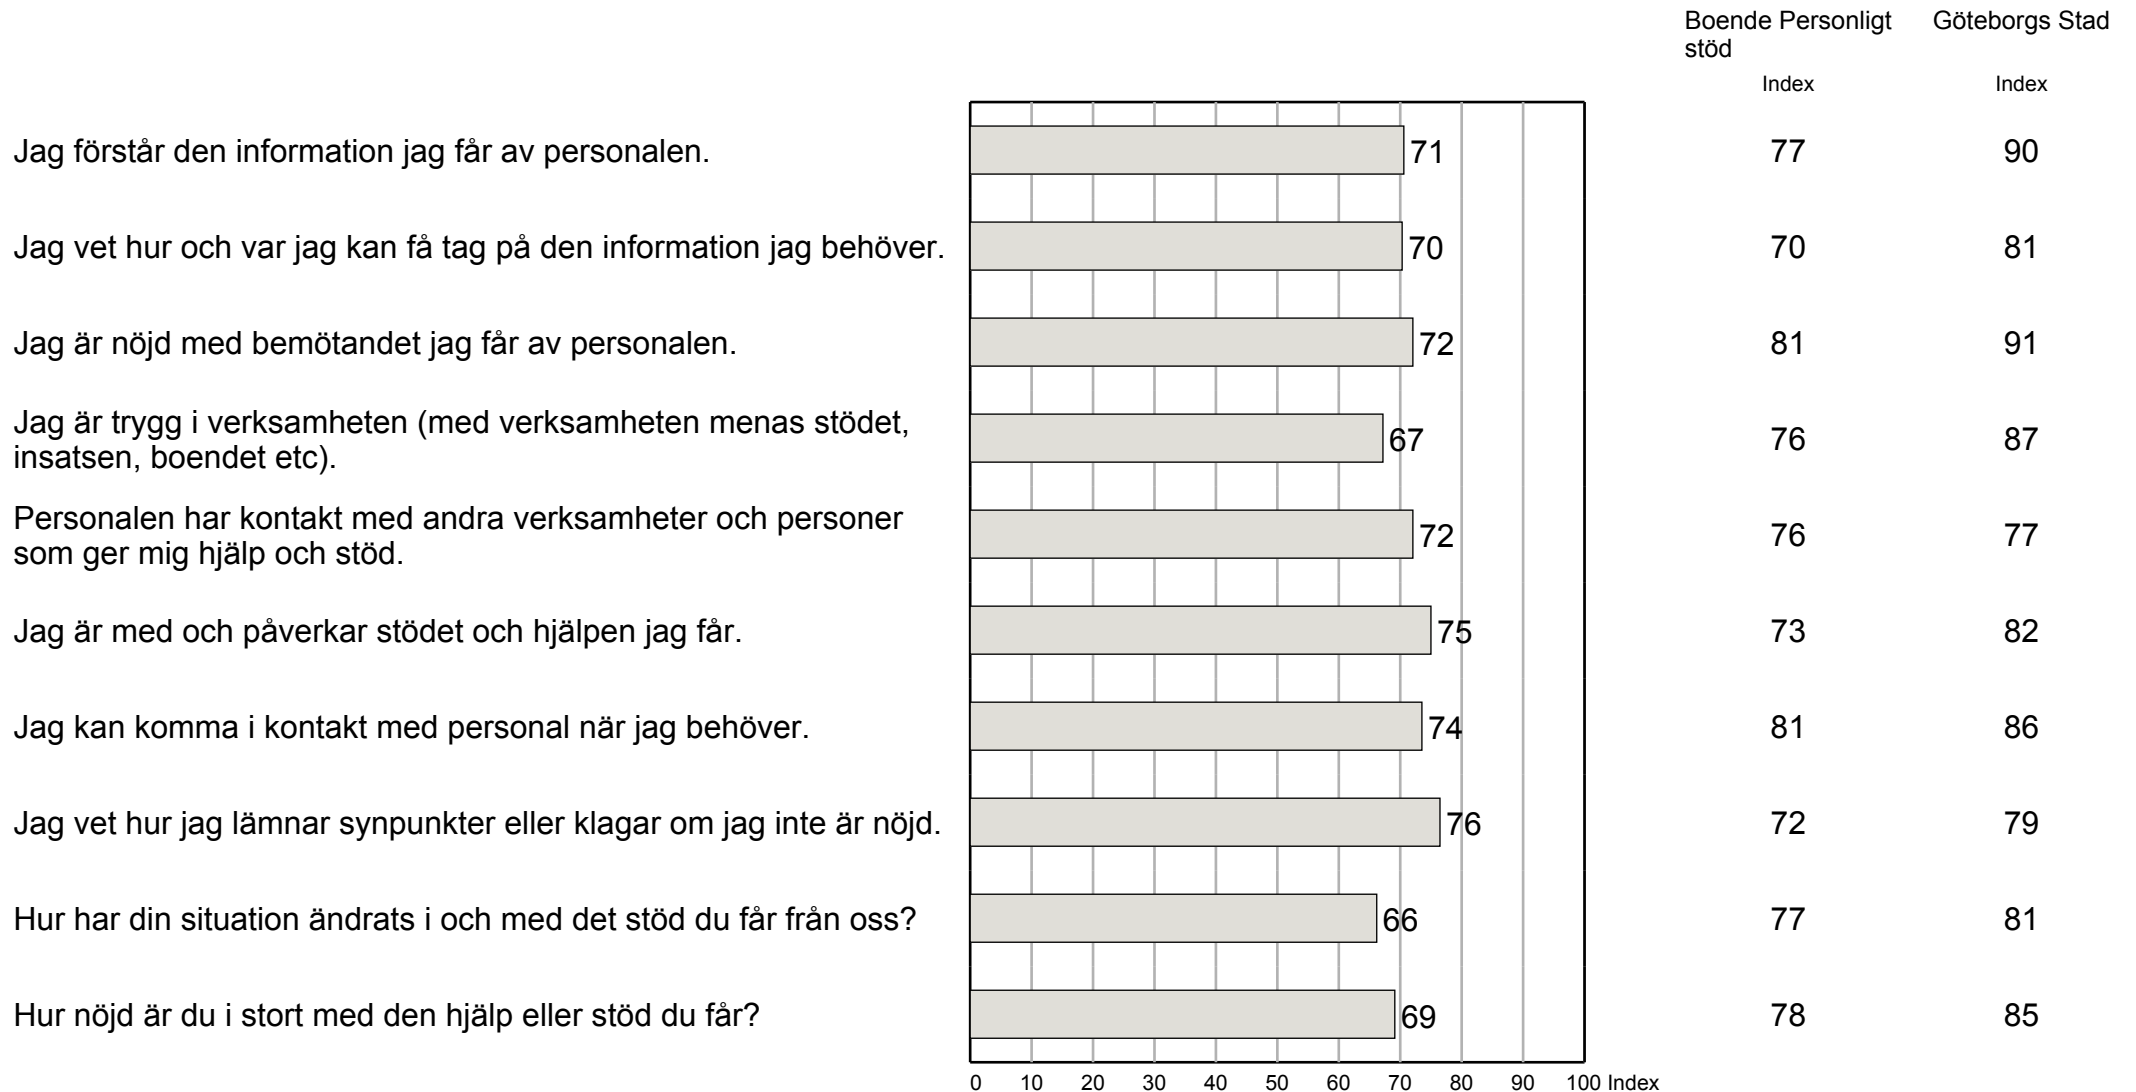 Boende Personligt Göteborgs Stad
stöd
Index Index
Jag förstår den information jag får av personalen. 71 77 90
Jag vet hur och var jag kan få tag på den information jag behöver. 70 70 81
Jag är nöjd med bemötandet jag får av personalen. 72 81 91
Jag är trygg i verksamheten (med verksamheten menas stödet,
insatsen, boendet etc). 67 76 87
Personalen har kontakt med andra verksamheter och personer
som ger mig hjälp och stöd. 72 76 77
Jag är med och påverkar stödet och hjälpen jag får. 75 73 82
Jag kan komma i kontakt med personal när jag behöver. 74 81 86
Jag vet hur jag lämnar synpunkter eller klagar om jag inte är nöjd. 76 72 79
Hur har din situation ändrats i och med det stöd du får från oss? 66 77 81
Hur nöjd är du i stort med den hjälp eller stöd du får? 69 78 85
0 10 20 30 40 50 60 70 80 90 100 Index